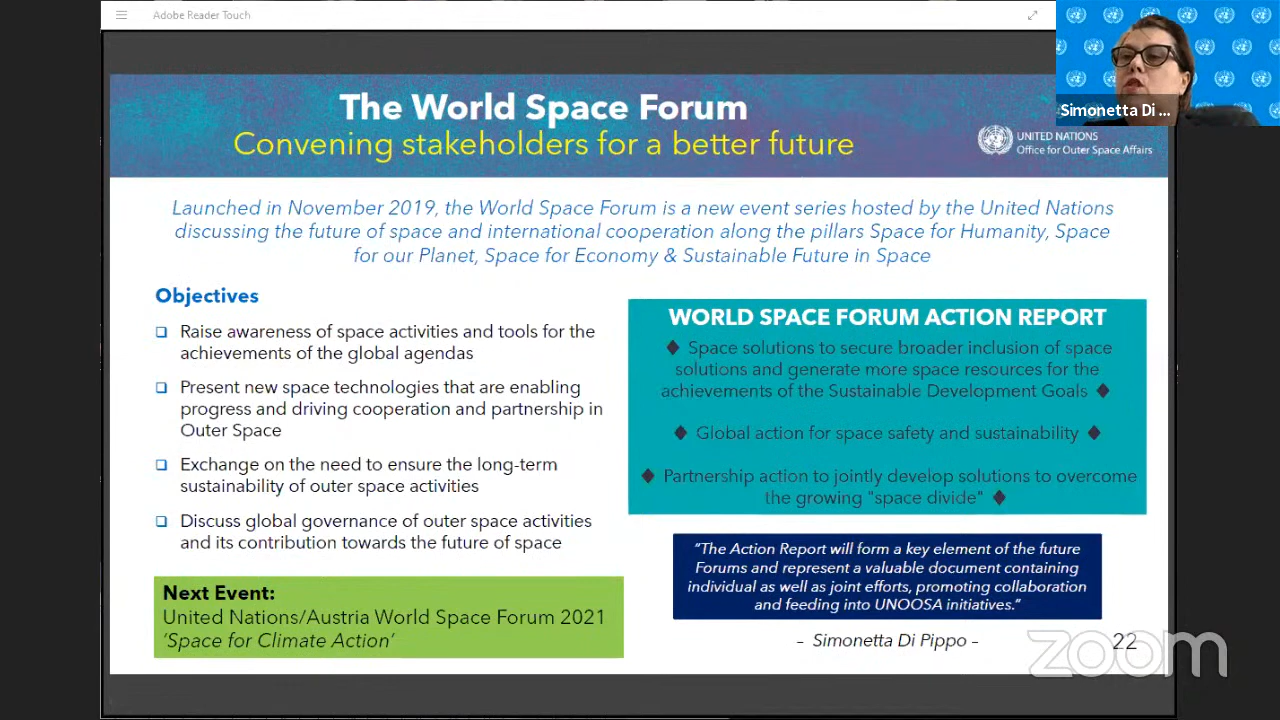 Adobe Reader Touch
Simonetta Di ...
The World Space Forum
Convening stakeholders for a better future
UNITED NATIONS
Office for Outer Space Affairs
Launched in November 2019, the World Space Forum is a new event series hosted by the United Nations
discussing the future of space and international cooperation along the pillars Space for Humanity, Space
for our Planet, Space for Economy & Sustainable Future in Space
Objectives
Raise awareness of space activities and tools for the
achievements of the global agendas
Present new space technologies that are enabling
progress and driving cooperation and partnership in
Outer Space
Exchange on the need to ensure the long-term
sustainability of outer space activities
Discuss global governance of outer space activities
and its contribution towards the future of space
Next Event:
United Nations/Austria World Space Forum 2021
‘Space for Climate Action’
WORLD SPACE FORUM ACTION REPORT
♦ Space solutions to secure broader inclusion of space
solutions and generate more space resources for the
achievements of the Sustainable Development Goals ♦
♦ Global action for space safety and sustainability ♦
♦ Partnership action to jointly develop solutions to overcome
the growing "space divide" ♦
“The Action Report will form a key element of the future
Forums and represent a valuable document containing
individual as well as joint efforts, promoting collaboration
and feeding into UNOOSA initiatives.”
– Simonetta Di Pippo –
22
zoom